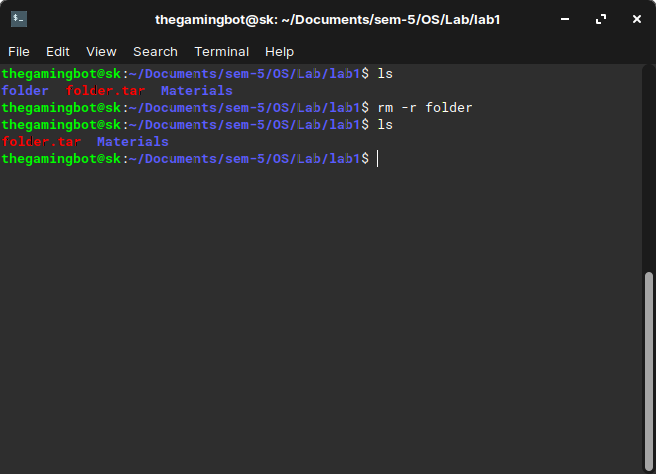 thegamingbot@sk: ~/Documents/sem-5/OS/Lab/lab1
File Edit View Search Terminal Help
thegamingbot@sk:~/Documents/sem-5/OS/Lab/lab1$ ls
folder  folder.tar  Materials
thegamingbot@sk:~/Documents/sem-5/OS/Lab/lab1$ rm -r folder
thegamingbot@sk:~/Documents/sem-5/OS/Lab/lab1$ ls
folder.tar  Materials
thegamingbot@sk:~/Documents/sem-5/OS/Lab/lab1$